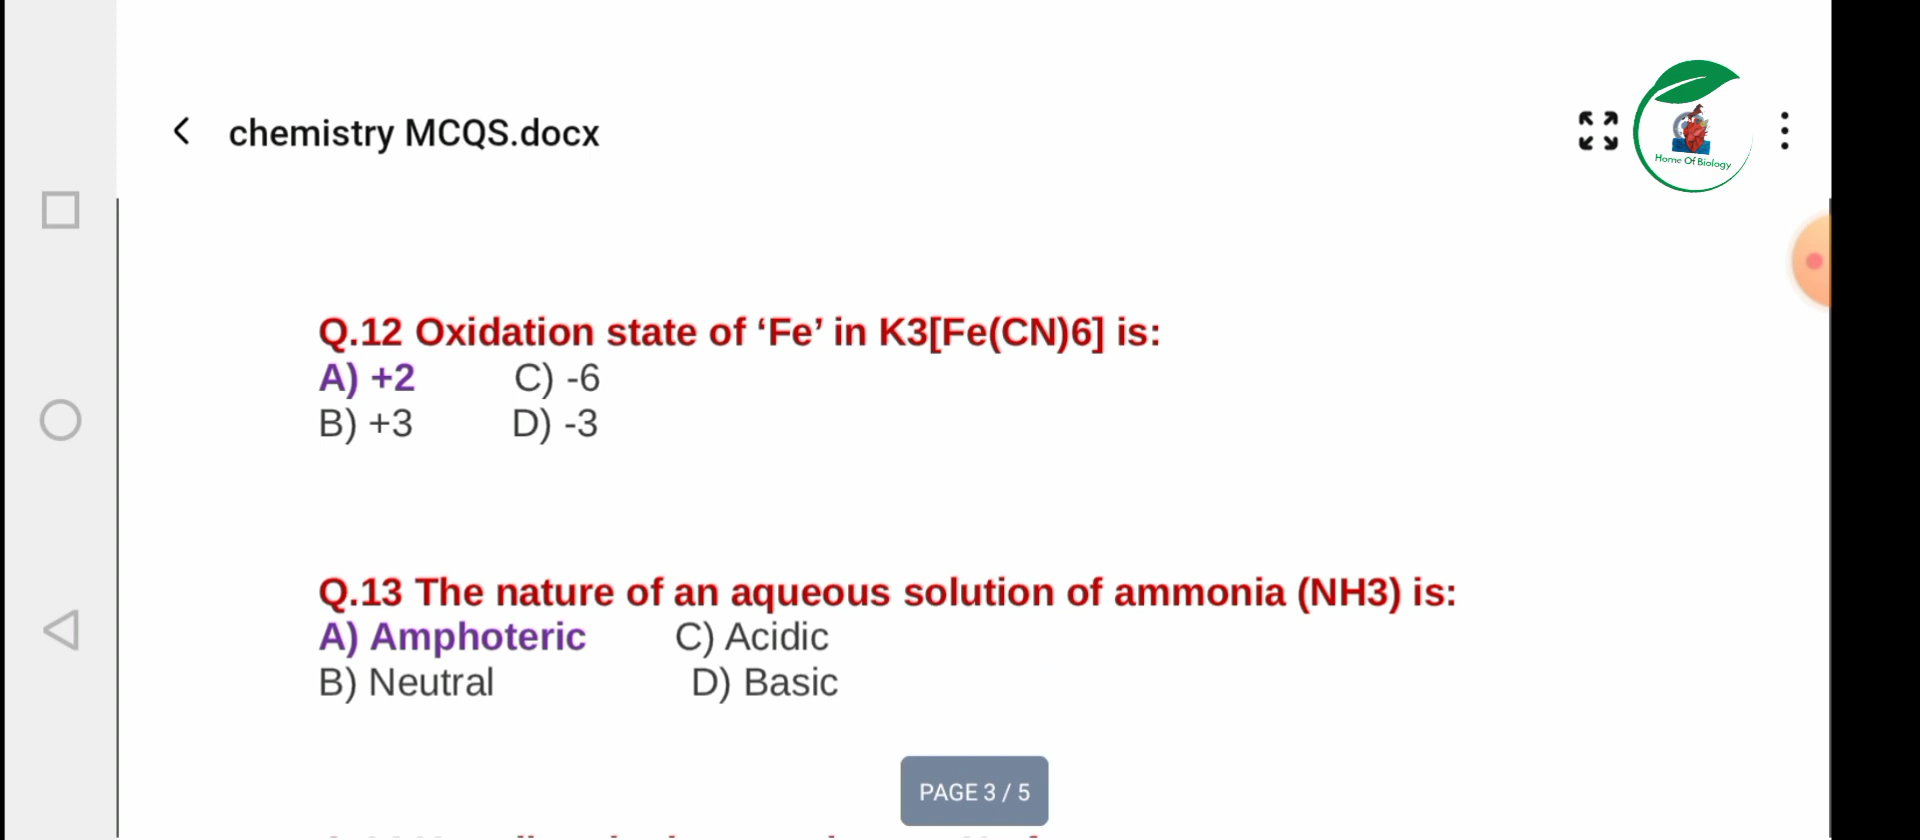 chemistry MCQS.docx
Home Of Biology
Q.12 Oxidation state of ‘Fe’ in K3[Fe(CN)6] is:
A) +2 C) -6
B) +3 D) -3
Q.13 The nature of an aqueous solution of ammonia (NH3) is:
A) Amphoteric C) Acidic
B) Neutral D) Basic
PAGE 3 / 5